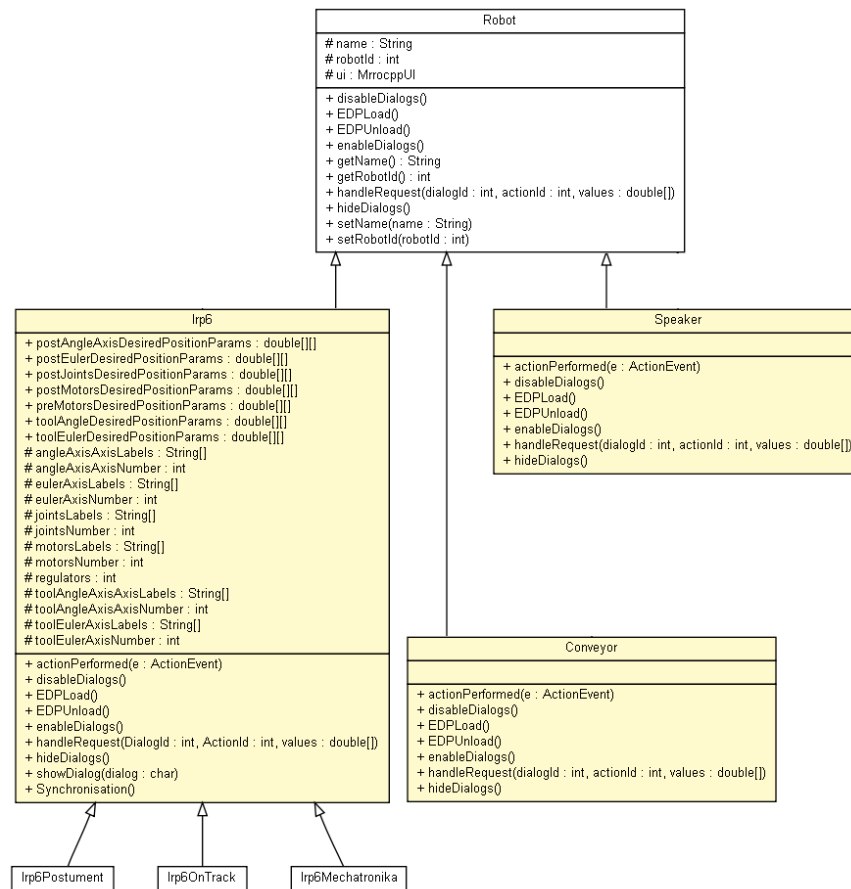 Robot
# name : String
# robotId : int
# ui : MrrocppUI
+ disableDialogs()
+ EDPLoad()
+ EDPUnload()
+ enableDialogs()
+ getName() : String
+ getRobotId() : int
+ handleRequest(dialogId : int, actionId : int, values : double[])
+ hideDialogs()
+ setName(name : String)
+ setRobotId(robotId : int)
Irp6
+ postAngleAxisDesiredPositionParams : double[][]
+ postEulerDesiredPositionParams : double[][]
+ postJointsDesiredPositionParams : double[][]
+ postMotorsDesiredPositionParams : double[][]
+ preMotorsDesiredPositionParams : double[][]
+ toolAngleDesiredPositionParams : double[][]
+ toolEulerDesiredPositionParams : double[][]
# angleAxisAxisLabels : String[]
# angleAxisAxisNumber : int
# eulerAxisLabels : String[]
# eulerAxisNumber : int
# jointsLabels : String[]
# jointsNumber : int
# motorsLabels : String[]
# motorsNumber : int
# regulators : int
# toolAngleAxisAxisLabels : String[]
# toolAngleAxisAxisNumber : int
# toolEulerAxisLabels : String[]
# toolEulerAxisNumber : int
+ actionPerformed(e : ActionEvent)
+ disableDialogs()
+ EDPLoad()
+ EDPUnload()
+ enableDialogs()
+ handleRequest(DialogId : int, ActionId : int, values : double[])
+ hideDialogs()
+ showDialog(dialog : char)
+ Synchronisation()
Speaker
+ actionPerformed(e : ActionEvent)
+ disableDialogs()
+ EDPLoad()
+ EDPUnload()
+ enableDialogs()
+ handleRequest(dialogId : int, actionId : int, values : double[])
+ hideDialogs()
Conveyor
+ actionPerformed(e : ActionEvent)
+ disableDialogs()
+ EDPLoad()
+ EDPUnload()
+ enableDialogs()
+ handleRequest(dialogId : int, actionId : int, values : double[])
+ hideDialogs()
Irp6Postument
Irp6OnTrack
Irp6Mechatronika